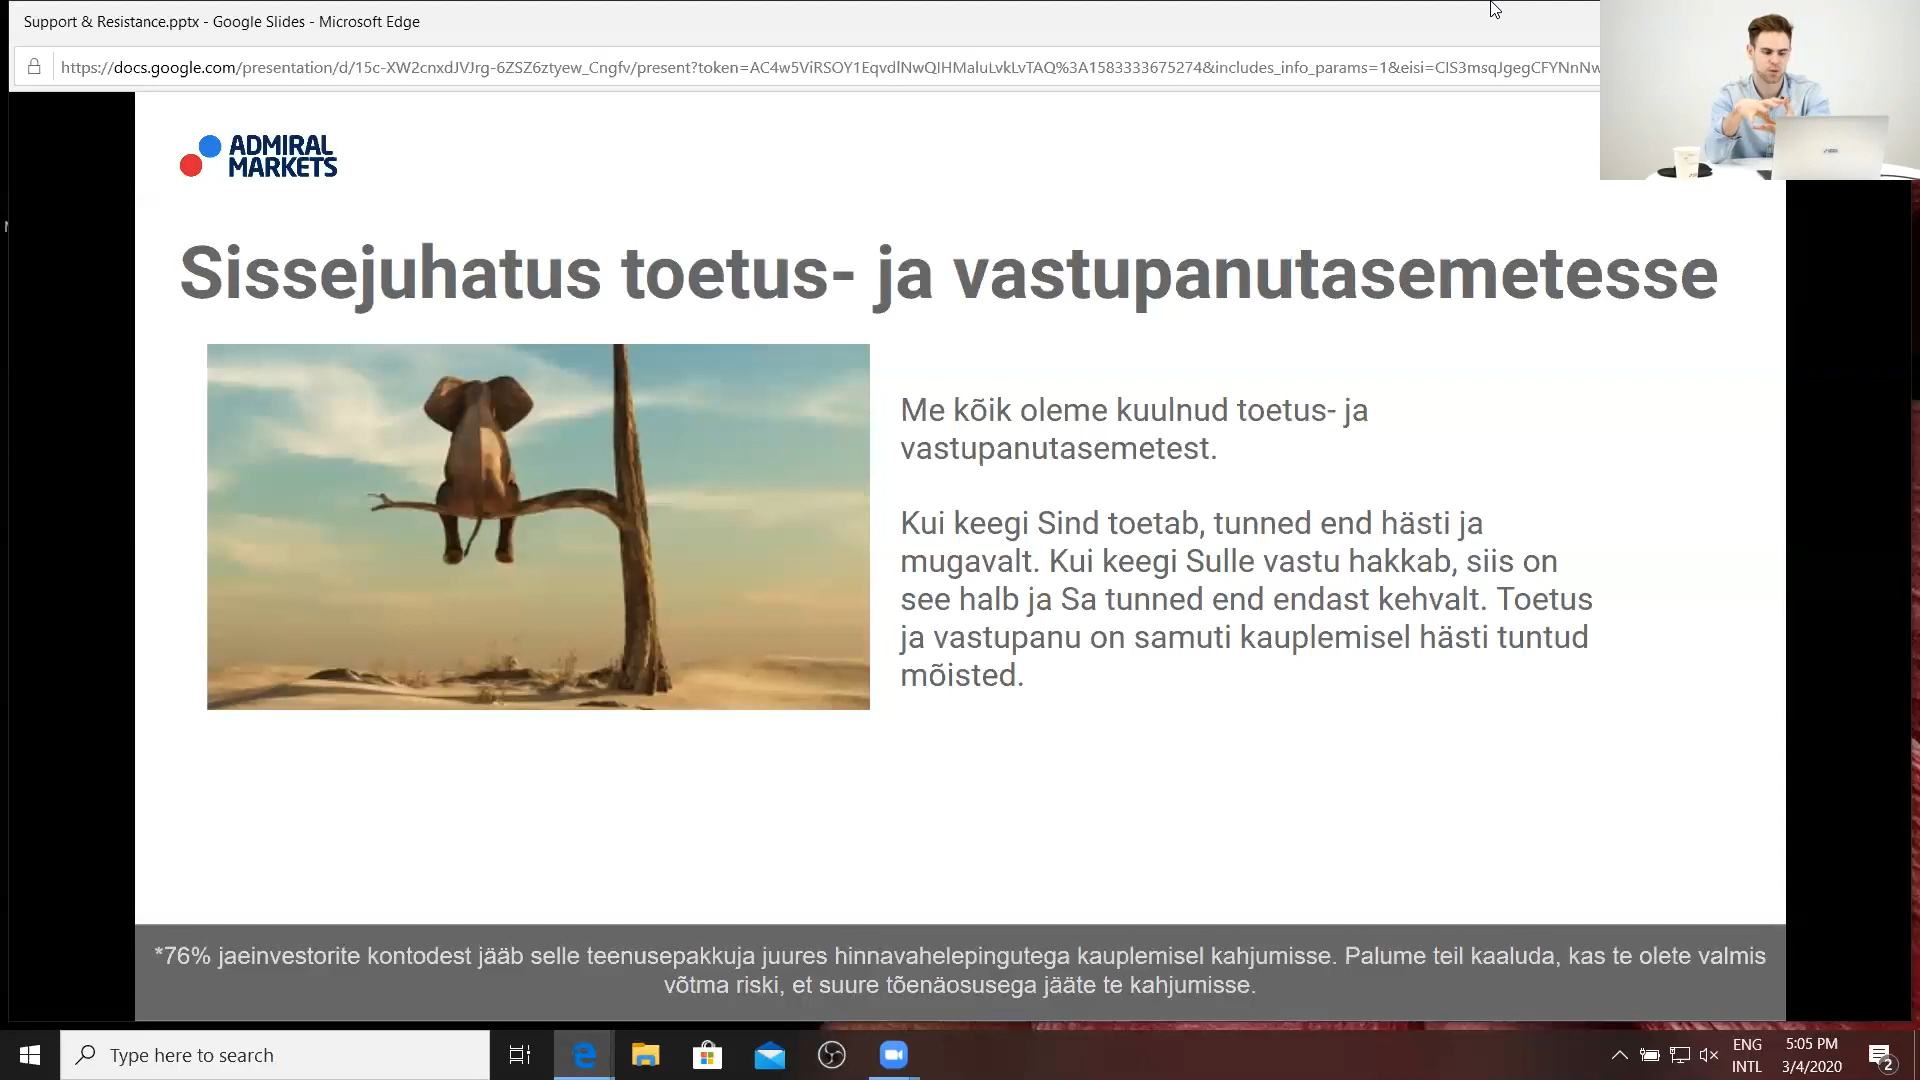 Support & Resistance.pptx - Google Slides - Microsoft Edge
https://docs.google.com/presentation/d/15c-XW2cnxdJVJrg-6ZSZ6ztyew_Cngfv/present?token=AC4w5ViRSOY1EqvdlNwQIHMaluLvkLvTAQ%3A1583333675274&includes_info_params=1&eisi=CIS3msqJgegCFYNnNw
ADMIRAL
MARKETS
Sissejuhatus toetus- ja vastupanutasemetesse
Me kõik oleme kuulnud toetus- ja
vastupanutasemetest.
Kui keegi Sind toetab, tunned end hästi ja
mugavalt. Kui keegi Sulle vastu hakkab, siis on
see halb ja Sa tunned end endast kehvalt. Toetus
ja vastupanu on samuti kauplemisel hästi tuntud
mõisted.
*76% jaeinvestorite kontodest jääb selle teenusepakkuja juures hinnavahelepingutega kauplemisel kahjumisse. Palume teil kaaluda, kas te olete valmis
võtma riski, et suure tõenäosusega jääte te kahjumisse.
Type here to search
ENG
INTL
5:05 PM
3/4/2020
2